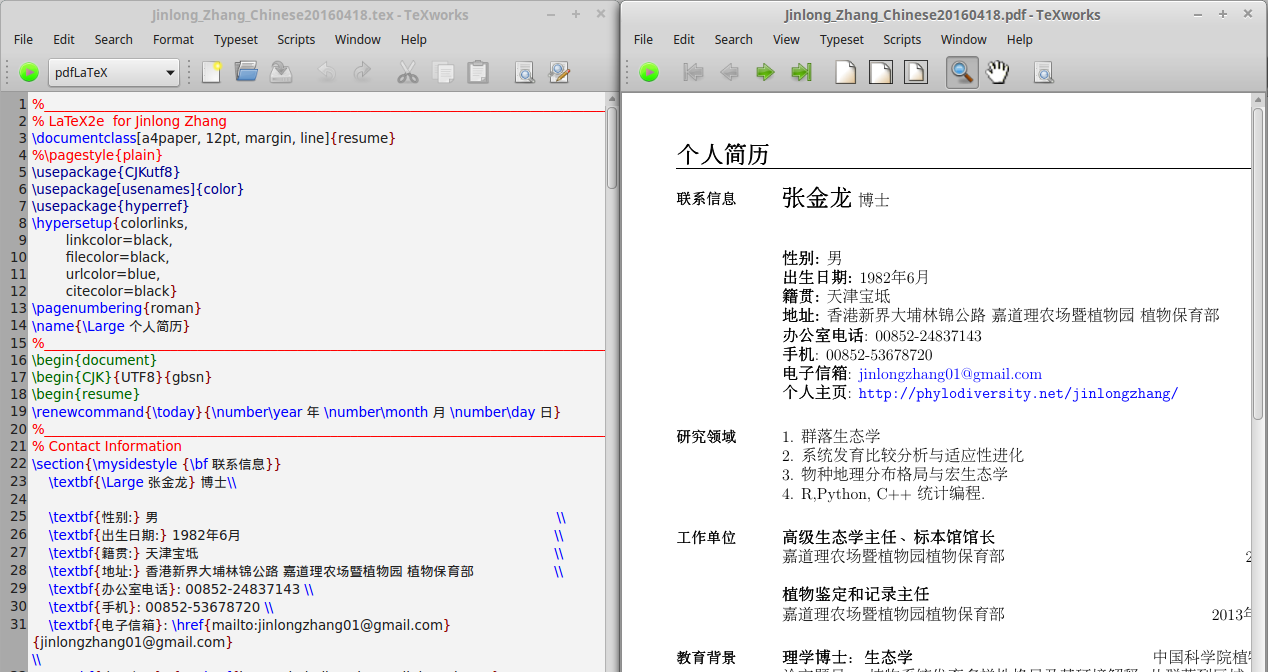 Jinlong_Zhang_Chinese20160418.tex - TeXworks
File Edit Search Format Typeset Scripts Window Help
pdfLaTeX
1 %
2 % LaTeX2e  for Jinlong Zhang
3 \documentclass[a4paper, 12pt, margin, line]{resume}
4 %\pagestyle{plain}
5 \usepackage{CJKutf8}
6 \usepackage[usenames]{color}
7 \usepackage{hyperref}
8 \hypersetup{colorlinks,
9 linkcolor=black,
10 filecolor=black,
11 urlcolor=blue,
12 citecolor=black}
13 \pagenumbering{roman}
14 \name{\Large 个人简历}
15 %
16 \begin{document}
17 \begin{CJK}{UTF8}{gbsn}
18 \begin{resume}
19 \renewcommand{\today}{\number\year 年 \number\month 月 \number\day 日}
20 %
21 % Contact Information
22 \section{\mysidestyle {\bf 联系信息}}
23 \textbf{\Large 张金龙} 博士\\
24
25 \textbf{性别:} 男 \\
26 \textbf{出生日期:} 1982年6月 \\
27 \textbf{籍贯:} 天津宝坻 \\
28 \textbf{地址:} 香港新界大埔林锦公路 嘉道理农场暨植物园 植物保育部 \\
29 \textbf{办公室电话}: 00852-24837143 \\
30 \textbf{手机}: 00852-53678720 \\
31 \textbf{电子信箱}: \href{mailto:jinlongzhang01@gmail.com}
{jinlongzhang01@gmail.com}
\\
Jinlong_Zhang_Chinese20160418.pdf - TeXworks
File Edit Search View Typeset Scripts Window Help
个人简历
联系信息 张金龙 博士
性别: 男
出生日期: 1982年6月
籍贯: 天津宝坻
地址: 香港新界大埔林锦公路 嘉道理农场暨植物园 植物保育部
办公室电话: 00852-24837143
手机: 00852-53678720
电子信箱: jinlongzhang01@gmail.com
个人主页: http://phylodiversity.net/jinlongzhang/
研究领域 1. 群落生态学
2. 系统发育比较分析与适应性进化
3. 物种地理分布格局与宏生态学
4. R,Python, C++ 统计编程.
工作单位 高级生态学主任、标本馆馆长
嘉道理农场暨植物园植物保育部 2
植物鉴定和记录主任
嘉道理农场暨植物园植物保育部 2013年
教育背景 理学博士: 生态学 中国科学院植